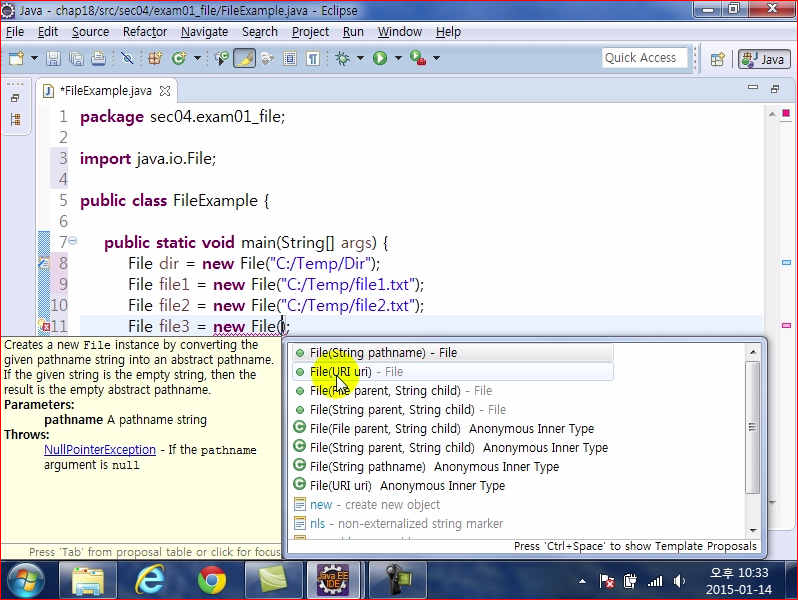 Java - chap18/src/sec04/exam01_file/FileExample.java - Eclipse
File Edit Source Refactor Navigate Search Project Run Window Help
Quick Access
Java
*FileExample.java
1 package sec04.exam01_file;
2
3 import java.io.File;
4
5 public class FileExample {
6
7 public static void main(String[] args) {
8 File dir = new File("C:/Temp/Dir");
9 File file1 = new File("C:/Temp/file1.txt");
10 File file2 = new File("C:/Temp/file2.txt");
11 File file3 = new File();
Creates a new File instance by converting the
given pathname string into an abstract pathname.
If the given string is the empty string, then the
result is the empty abstract pathname.
Parameters:
pathname A pathname string
Throws:
NullPointerException - If the pathname
argument is null
Press 'Tab' from proposal table or click for focus
File(String pathname) - File
File(URI uri) - File
File(File parent, String child) - File
File(String parent, String child) - File
File(File parent, String child) Anonymous Inner Type
File(String parent, String child) Anonymous Inner Type
File(String pathname) Anonymous Inner Type
File(URI uri) Anonymous Inner Type
new - create new object
nls - non-externalized string marker
Press 'Ctrl+Space' to show Template Proposals
Java EE
IDE
오후 10:33
2015-01-14